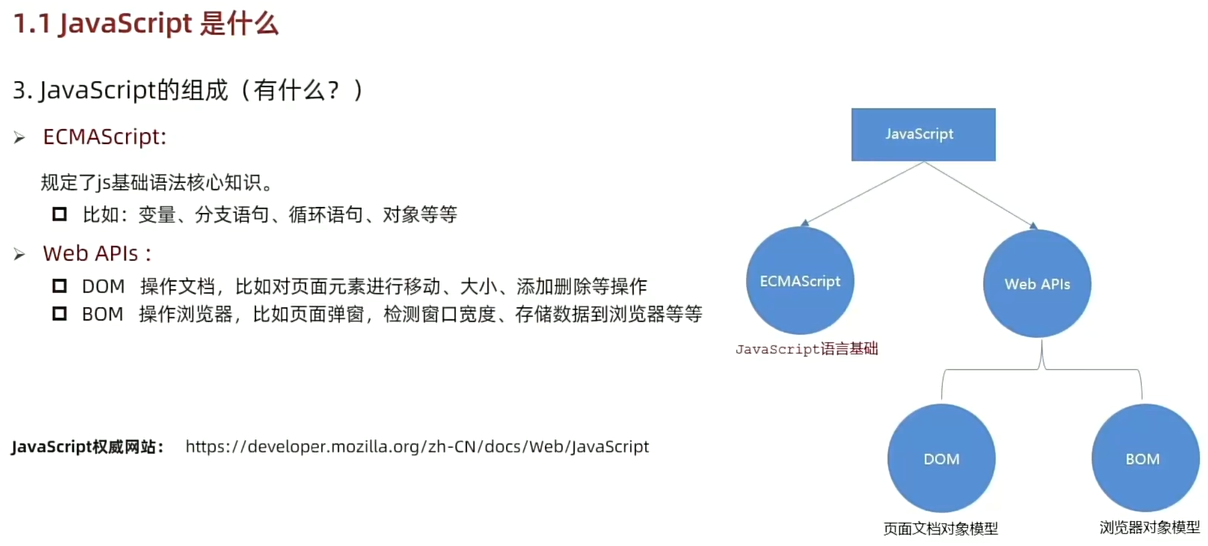 1.1 JavaScript 是什么
3. JavaScript的组成（有什么？）
ECMAScript:
规定了js基础语法核心知识。
比如：变量、分支语句、循环语句、对象等等
Web APIs :
DOM 操作文档，比如对页面元素进行移动、大小、添加删除等操作
BOM 操作浏览器，比如页面弹窗，检测窗口宽度、存储数据到浏览器等等
JavaScript权威网站： https://developer.mozilla.org/zh-CN/docs/Web/JavaScript
JavaScript
ECMAScript
Web APIs
JavaScript语言基础
DOM
BOM
页面文档对象模型
浏览器对象模型